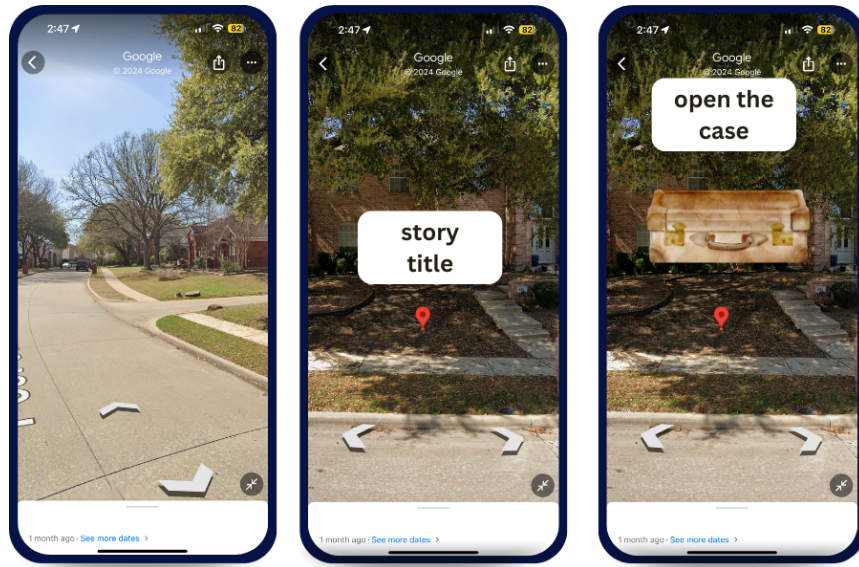 2:47
82
Google
© 2024 Google
1 month ago · See more dates
2:47
82
Google
© 2024 Google
story
title
1 month ago · See more dates
2:47
82
Google
© 2024 Google
open the
case
1 month ago · See more dates